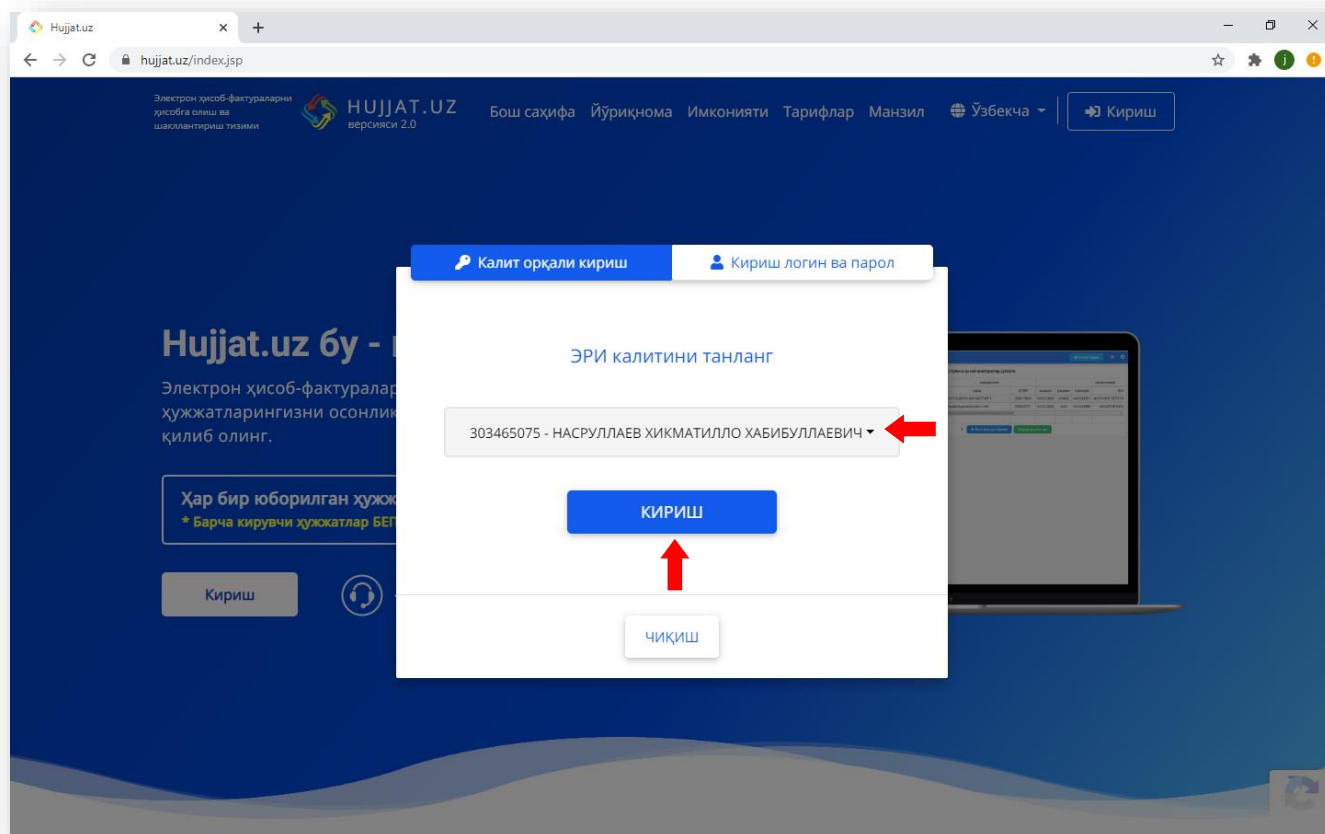 Hujjat.uz
hujjat.uz/index.jsp
j
Электрон ҳисоб-фактураларни
ҳисобга олиш ва
шакллантириш тизими
HUJJAT.UZ
версияси 2.0
Бош саҳифа Йўриқнома Имконияти Тарифлар Манзил Ўзбекча Кириш
Калит орқали кириш Кириш логин ва парол
Hujjat.uz бу -
ЭРИ калитини танланг
Электрон ҳисоб-фактуралар
ҳужжатларингизни осонлик
қилиб олинг.
303465075 - НАСРУЛЛАЕВ ХИКМАТИЛЛО ХАБИБУЛЛАЕВИЧ
Ҳар бир юборилган ҳужж
* Барча кирувчи ҳужжатлар БЕП
КИРИШ
Кириш
ЧИҚИШ